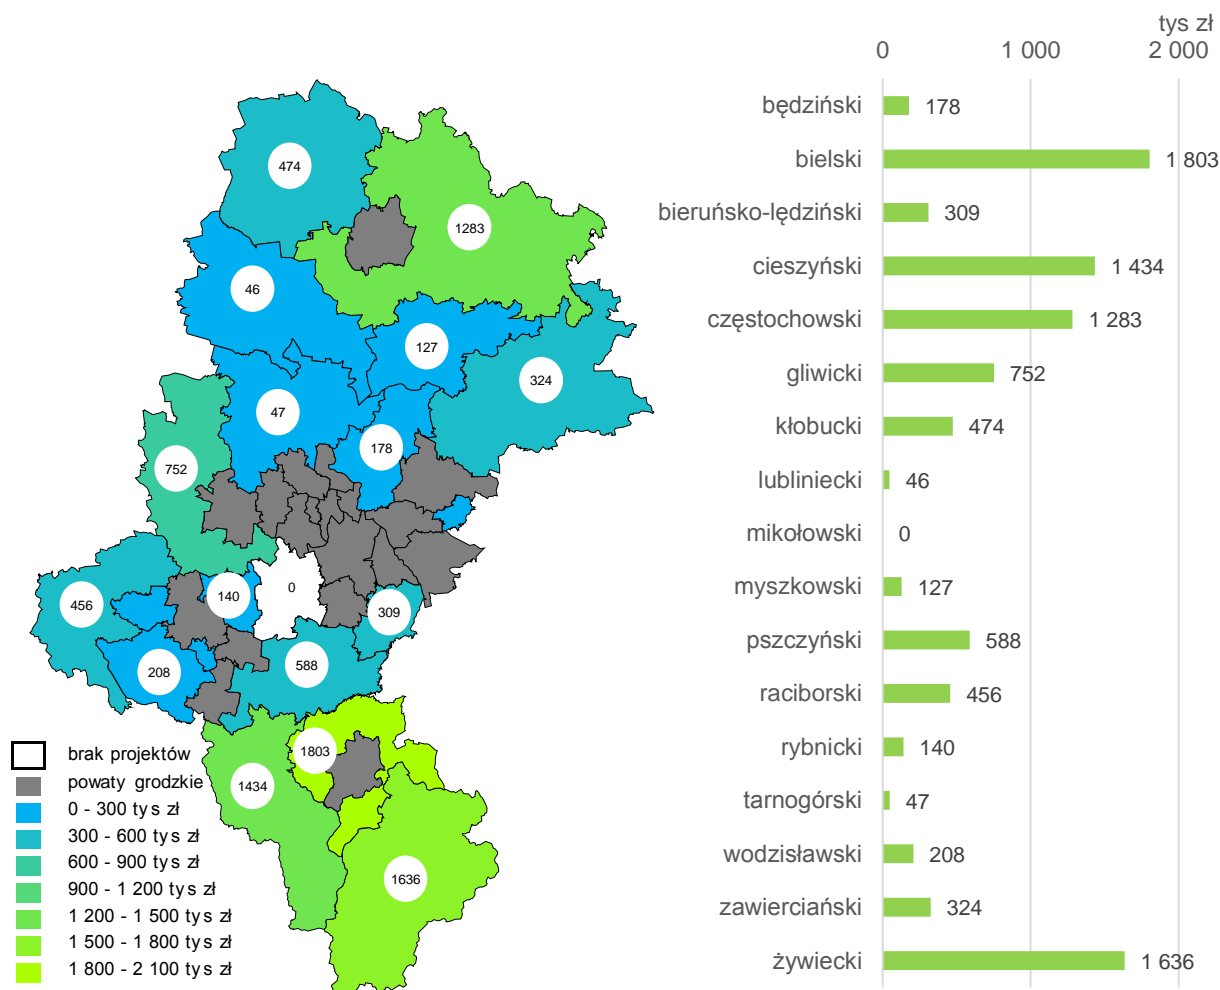 474
1283
46
127
324
47
178
752
0
140
456
309
208
588
1803
1434
1636
brak projektów
powaty grodzkie
0 - 300 tys zł
300 - 600 tys zł
600 - 900 tys zł
900 - 1 200 tys zł
1 200 - 1 500 tys zł
1 500 - 1 800 tys zł
1 800 - 2 100 tys zł
tys zł
0 1 000 2 000
będziński 178
bielski 1 803
bieruńsko-lędziński 309
cieszyński 1 434
częstochowski 1 283
gliwicki 752
kłobucki 474
lubliniecki 46
mikołowski 0
myszkowski 127
pszczyński 588
raciborski 456
rybnicki 140
tarnogórski 47
wodzisławski 208
zawierciański 324
żywiecki 1 636